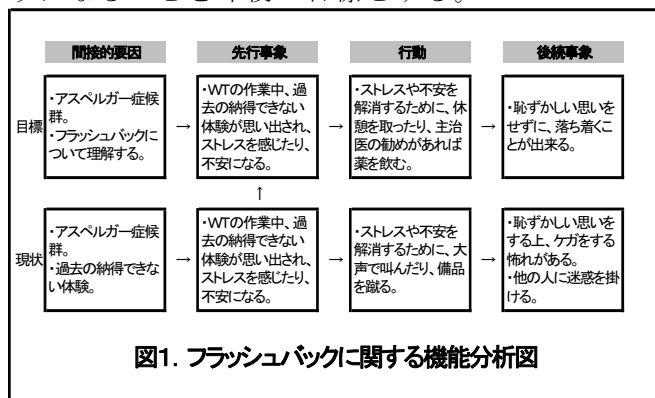 間接的要因
先行事象
行動
後続事象
目標
・アスペルガー症候
群。
・フラッシュバックに
ついて理解する。
→
・WTの作業中、過
去の納得できない
体験が思い出され、
ストレスを感じたり、
不安になる。
→
・ストレスや不安を
解消するために、休
憩を取ったり、主治
医の勧めがあれば
薬を飲む。
→
・恥ずかしい思いを
せずに、落ち着くこ
とが出来る。
↑
現状
・アスペルガー症候
群。
・過去の納得できな
い体験。
→
・WTの作業中、過
去の納得できない
体験が思い出され、
ストレスを感じたり、
不安になる。
→
・ストレスや不安を
解消するために、大
声で叫んだり、備品
を蹴る。
→
・恥ずかしい思いを
する上、ケガをする
怖れがある。
・他の人に迷惑を掛
ける。
図1．フラッシュバックに関する機能分析図